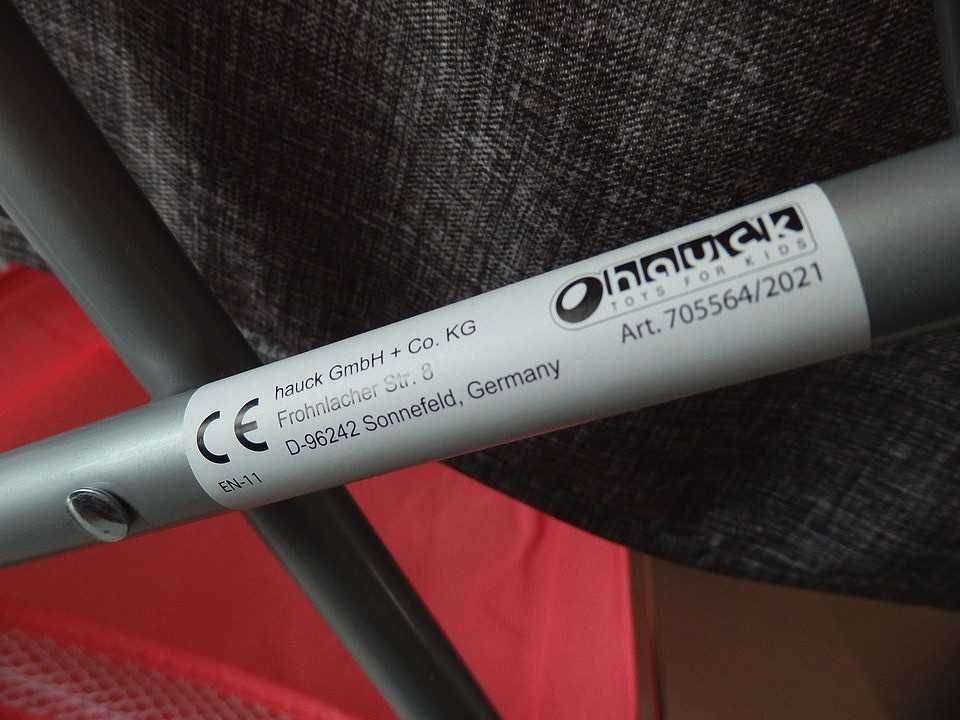 CE
EN-11
hauck GmbH + Co. KG
Frohnlacher Str. 8
D-96242 Sonnefeld, Germany
hauck
TOYS FOR KIDS
Art. 705564/2021